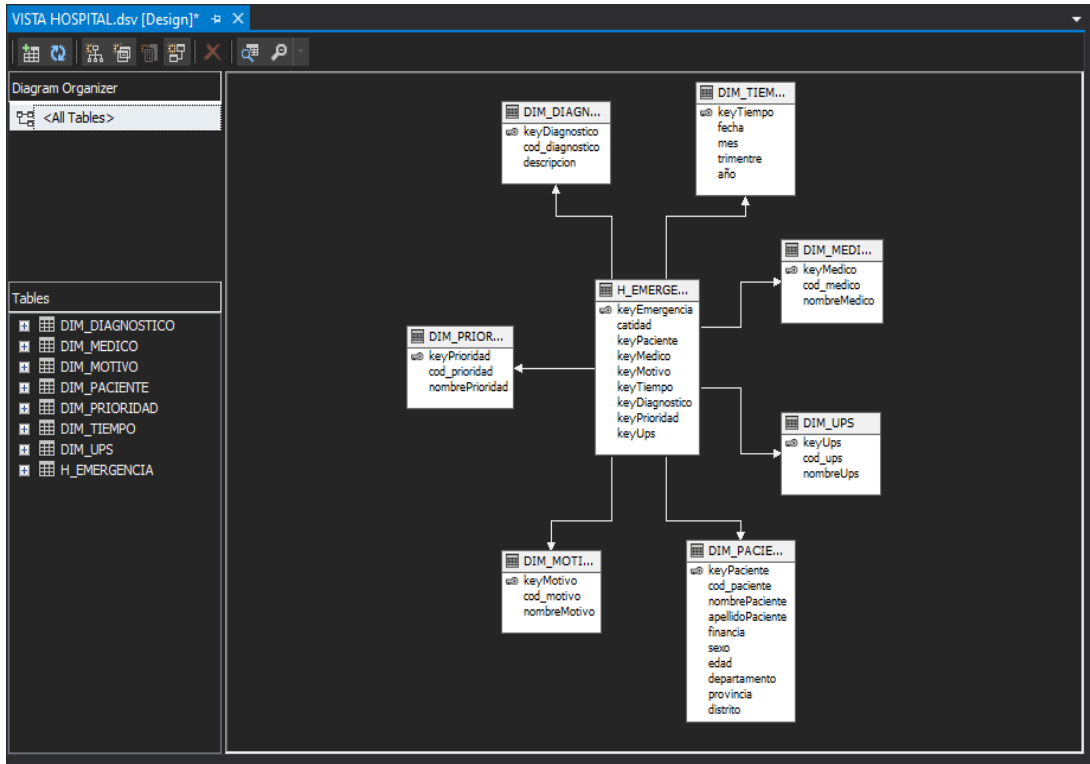 VISTA HOSPITAL.dsv [Design]*
Diagram Organizer
<All Tables>
Tables
DIM_DIAGNOSTICO
DIM_MEDICO
DIM_MOTIVO
DIM_PACIENTE
DIM_PRIORIDAD
DIM_TIEMPO
DIM_UPS
H_EMERGENCIA
DIM_DIAGN...
keyDiagnostico
cod_diagnostico
descripcion
DIM_TIEM...
keyTiempo
fecha
mes
trimentre
año
DIM_MEDI...
keyMedico
cod_medico
nombreMedico
H_EMERGE...
keyEmergencia
catidad
keyPaciente
keyMedico
keyMotivo
keyTiempo
keyDiagnostico
keyPrioridad
keyUps
DIM_PRIOR...
keyPrioridad
cod_prioridad
nombrePrioridad
DIM_UPS
keyUps
cod_ups
nombreUps
DIM_MOTI...
keyMotivo
cod_motivo
nombreMotivo
DIM_PACIE...
keyPaciente
cod_paciente
nombrePaciente
apellidoPaciente
financia
sexo
edad
departamento
provincia
distrito